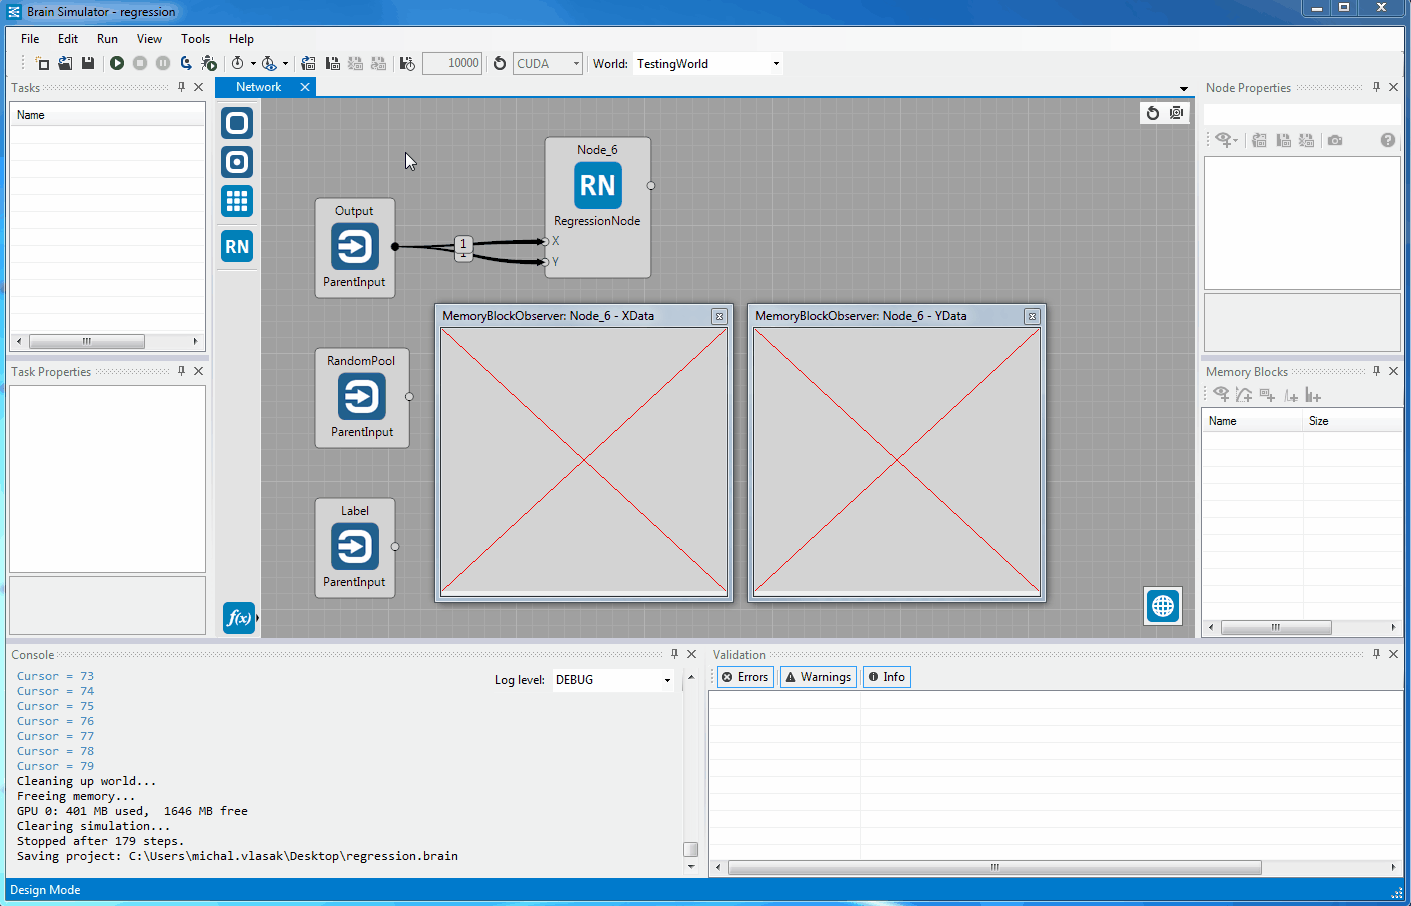 Brain Simulator - regression
File Edit Run View Tools Help
10000 CUDA World: TestingWorld
Tasks
Name
Task Properties
Network
RN
f(x)
Node_6
RN
RegressionNode
X
Y
Output
ParentInput
1
RandomPool
ParentInput
Label
ParentInput
MemoryBlockObserver: Node_6 - XData
MemoryBlockObserver: Node_6 - YData
Node Properties
Memory Blocks
Name Size
Console
Log level: DEBUG
Cursor = 73
Cursor = 74
Cursor = 75
Cursor = 76
Cursor = 77
Cursor = 78
Cursor = 79
Cleaning up world...
Freeing memory...
GPU 0: 401 MB used,  1646 MB free
Clearing simulation...
Stopped after 179 steps.
Saving project: C:\Users\michal.vlasak\Desktop\regression.brain
Validation
Errors Warnings Info
Design Mode